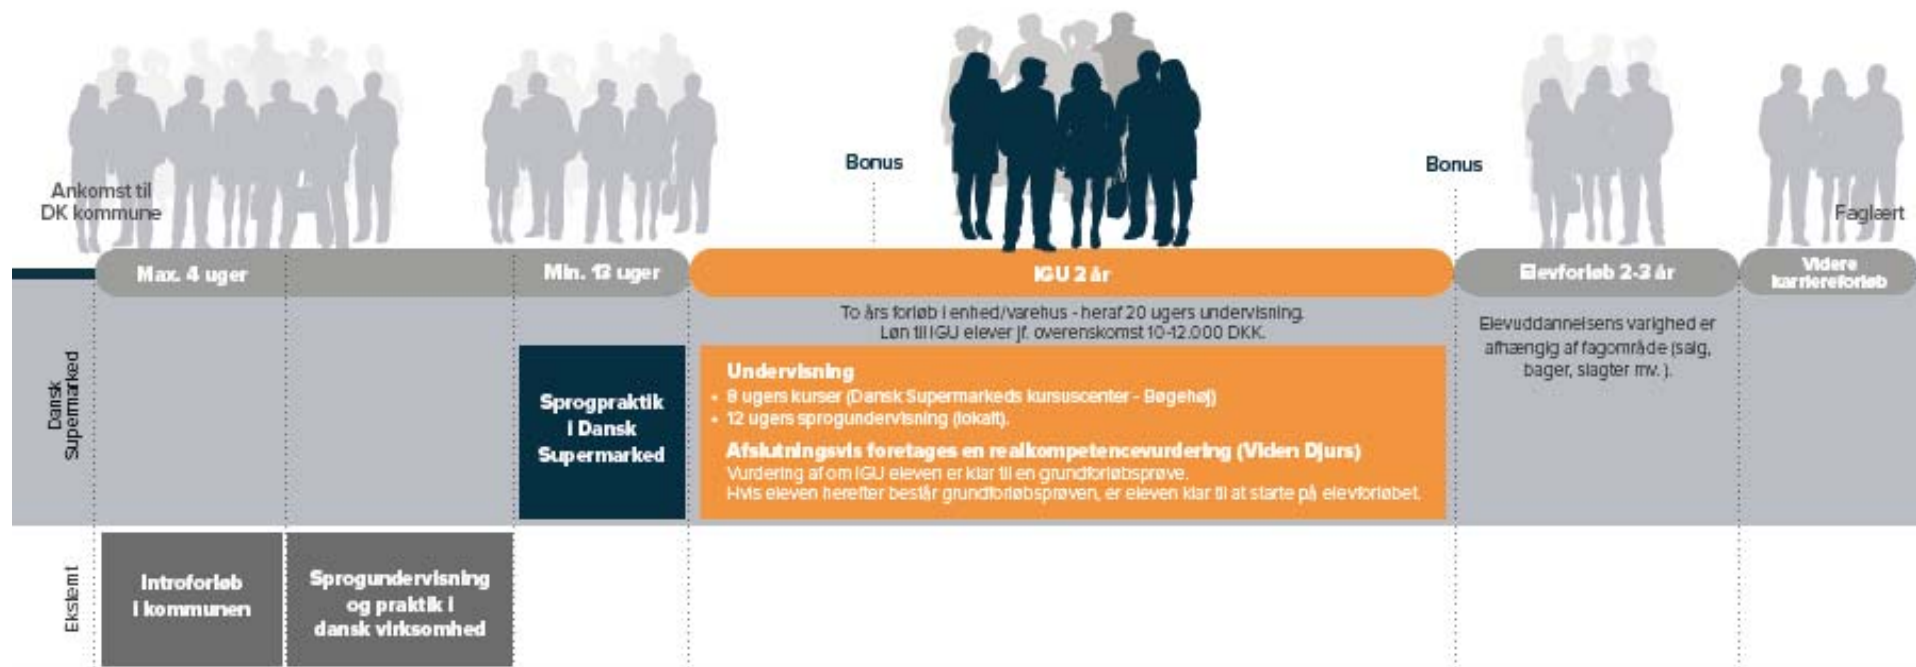 Ankomst til
DK kommune
Bonus
Bonus
Faglært
Max. 4 uger
Min. 13 uger
IGU 2 år
Elevforløb 2-3 år
Videre
karriereforløb
Dansk
Supermarked
To års forløb i enhed/varehus - heraf 20 ugers undervisning.
Løn til IGU elever jf. overenskomst 10-12.000 DKK.
Elevuddannelsens varighed er
afhængig af fagområde (salg,
bager, slagter mv.).
Sprogpraktik
i Dansk
Supermarked
Undervisning
• 8 ugers kurser (Dansk Supermarkeds kursuscenter - Bøgehøj)
• 12 ugers sprogundervisning (lokalt).
Afslutningsvis foretages en realkompetencevurdering (Viden Djurs)
Vurdering af om IGU eleven er klar til en grundforløbsprøve.
Hvis eleven herefter består grundforløbsprøven, er eleven klar til at starte på elevforløbet.
Ekslemt
Introforløb
i kommunen
Sprogundervisning
og praktik i
dansk virksomhed